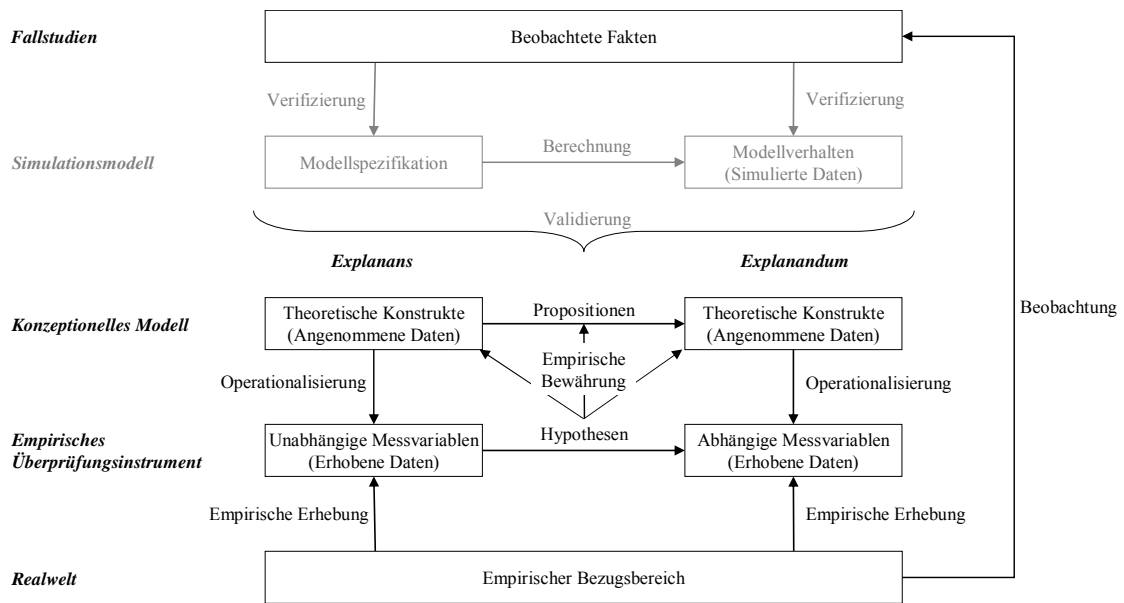 Fallstudien
Beobachtete Fakten
Verifizierung
Verifizierung
Simulationsmodell
Modellspezifikation
Berechnung
Modellverhalten
(Simulierte Daten)
Validierung
Explanans
Explanandum
Konzeptionelles Modell
Theoretische Konstrukte
(Angenommene Daten)
Propositionen
Theoretische Konstrukte
(Angenommene Daten)
Beobachtung
Operationalisierung
Empirische
Bewährung
Operationalisierung
Empirisches
Überprüfungsinstrument
Unabhängige Messvariablen
(Erhobene Daten)
Hypothesen
Abhängige Messvariablen
(Erhobene Daten)
Empirische Erhebung
Empirische Erhebung
Realwelt
Empirischer Bezugsbereich